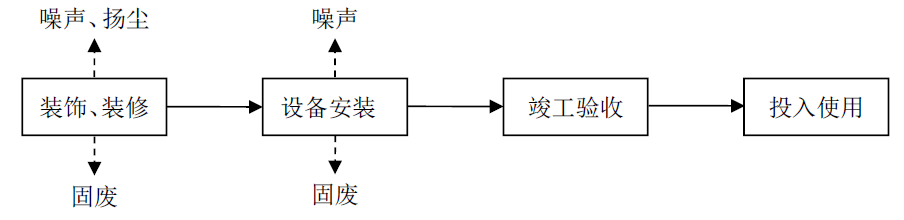 噪声、扬尘
噪声
装饰、装修
设备安装
竣工验收
投入使用
固废
固废